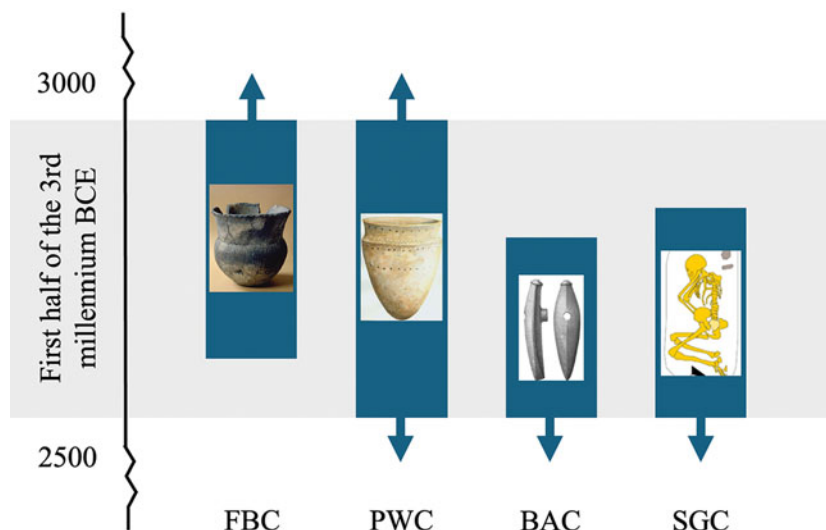 3000
First half of the 3rd
millennium BCE
2500
FBC PWC BAC SGC